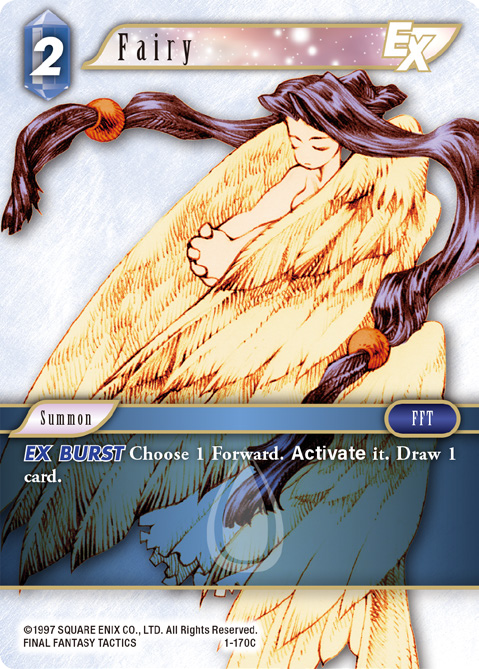 2
Fairy
EX
Summon
FFT
EX BURST Choose 1 Forward. Activate it. Draw 1
card.
©1997 SQUARE ENIX CO., LTD. All Rights Reserved.
FINAL FANTASY TACTICS
1-170C